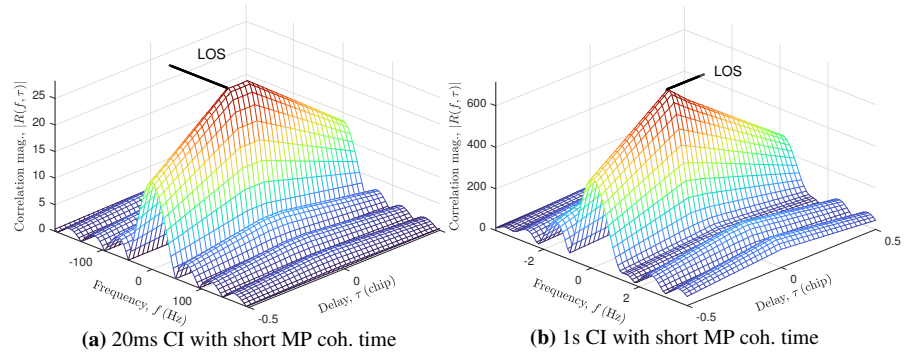 LOS
Correlation mag., |R(f, τ)|
25
20
15
10
5
0
-100
0
100
Frequency, f (Hz)
-0.5
0
Delay, τ (chip)
(a) 20ms CI with short MP coh. time
LOS
Correlation mag., |R(f, τ)|
600
400
200
0
-2
0
2
Frequency, f (Hz)
-0.5
0
0.5
Delay, τ (chip)
(b) 1s CI with short MP coh. time